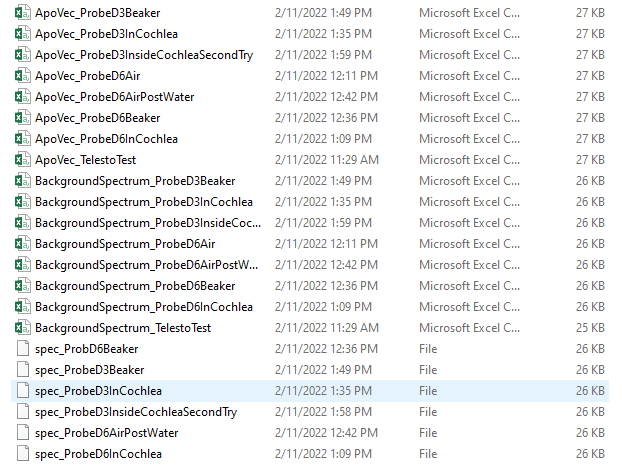 ApoVec_ProbeD3Beaker 2/11/2022 1:49 PM Microsoft Excel C... 27 KB
ApoVec_ProbeD3InCochlea 2/11/2022 1:35 PM Microsoft Excel C... 27 KB
ApoVec_ProbeD3InsideCochleaSecondTry 2/11/2022 1:59 PM Microsoft Excel C... 27 KB
ApoVec_ProbeD6Air 2/11/2022 12:11 PM Microsoft Excel C... 27 KB
ApoVec_ProbeD6AirPostWater 2/11/2022 12:42 PM Microsoft Excel C... 27 KB
ApoVec_ProbeD6Beaker 2/11/2022 12:36 PM Microsoft Excel C... 27 KB
ApoVec_ProbeD6InCochlea 2/11/2022 1:09 PM Microsoft Excel C... 27 KB
ApoVec_TelestoTest 2/11/2022 11:29 AM Microsoft Excel C... 27 KB
BackgroundSpectrum_ProbeD3Beaker 2/11/2022 1:49 PM Microsoft Excel C... 26 KB
BackgroundSpectrum_ProbeD3InCochlea 2/11/2022 1:35 PM Microsoft Excel C... 26 KB
BackgroundSpectrum_ProbeD3InsideCoc... 2/11/2022 1:59 PM Microsoft Excel C... 26 KB
BackgroundSpectrum_ProbeD6Air 2/11/2022 12:11 PM Microsoft Excel C... 26 KB
BackgroundSpectrum_ProbeD6AirPostW... 2/11/2022 12:42 PM Microsoft Excel C... 26 KB
BackgroundSpectrum_ProbeD6Beaker 2/11/2022 12:36 PM Microsoft Excel C... 26 KB
BackgroundSpectrum_ProbeD6InCochlea 2/11/2022 1:09 PM Microsoft Excel C... 26 KB
BackgroundSpectrum_TelestoTest 2/11/2022 11:29 AM Microsoft Excel C... 25 KB
spec_ProbD6Beaker 2/11/2022 12:36 PM File 26 KB
spec_ProbeD3Beaker 2/11/2022 1:49 PM File 26 KB
spec_ProbeD3InCochlea 2/11/2022 1:35 PM File 26 KB
spec_ProbeD3InsideCochleaSecondTry 2/11/2022 1:58 PM File 26 KB
spec_ProbeD6AirPostWater 2/11/2022 12:42 PM File 26 KB
spec_ProbeD6InCochlea 2/11/2022 1:09 PM File 26 KB